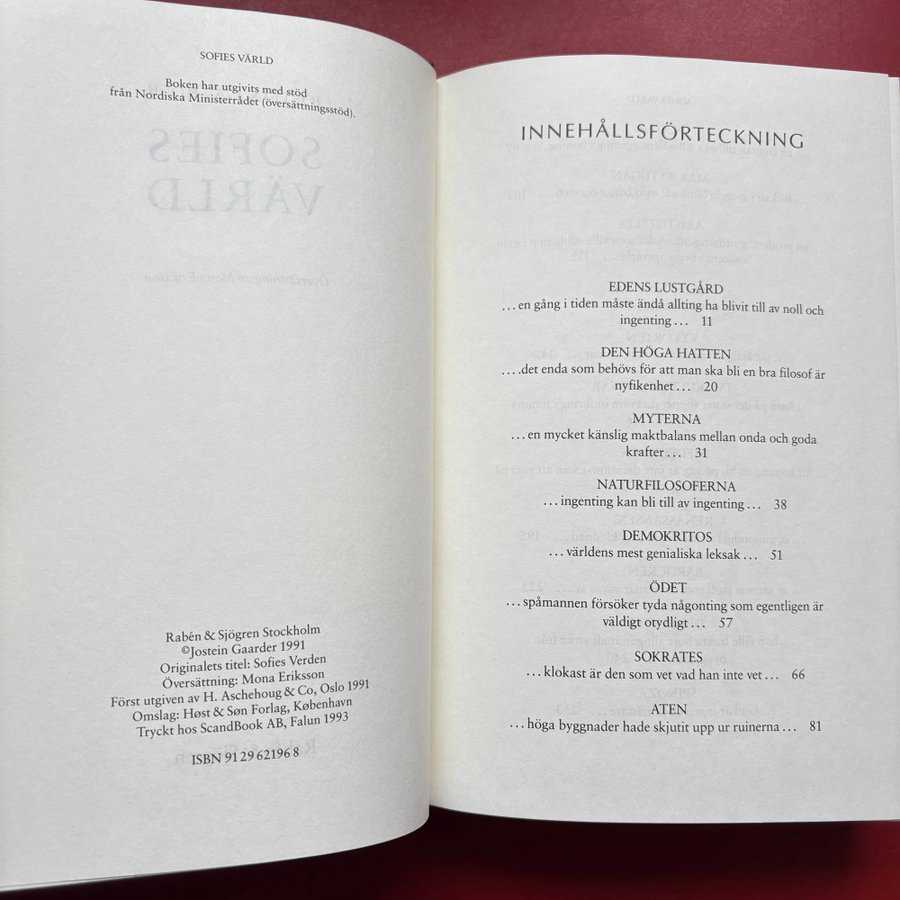 SOFIES VÄRLD
Boken har utgivits med stöd
från Nordiska Ministerrådet (översättningsstöd).
SOFIES
VÄRLD
Översättning av Mona Eriksson
Rabén & Sjögren Stockholm
©Jostein Gaarder 1991
Originalets titel: Sofies Verden
Översättning: Mona Eriksson
Först utgiven av H. Aschehoug & Co, Oslo 1991
Omslag: Høst & Søn Forlag, København
Tryckt hos ScandBook AB, Falun 1993
ISBN 91 29 62196 8
INNEHÅLLSFÖRTECKNING
EDENS LUSTGÅRD
...en gång i tiden måste ändå allting ha blivit till av noll och
ingenting... 11
DEN HÖGA HATTEN
....det enda som behövs för att man ska bli en bra filosof är
nyfikenhet... 20
MYTERNA
...en mycket känslig maktbalans mellan onda och goda
krafter... 31
NATURFILOSOFERNA
...ingenting kan bli till av ingenting... 38
DEMOKRITOS
...världens mest genialiska leksak... 51
ÖDET
...spåmannen försöker tyda någonting som egentligen är
väldigt otydligt... 57
SOKRATES
...klokast är den som vet vad han inte vet... 66
ATEN
...höga byggnader hade skjutit upp ur ruinerna... 81